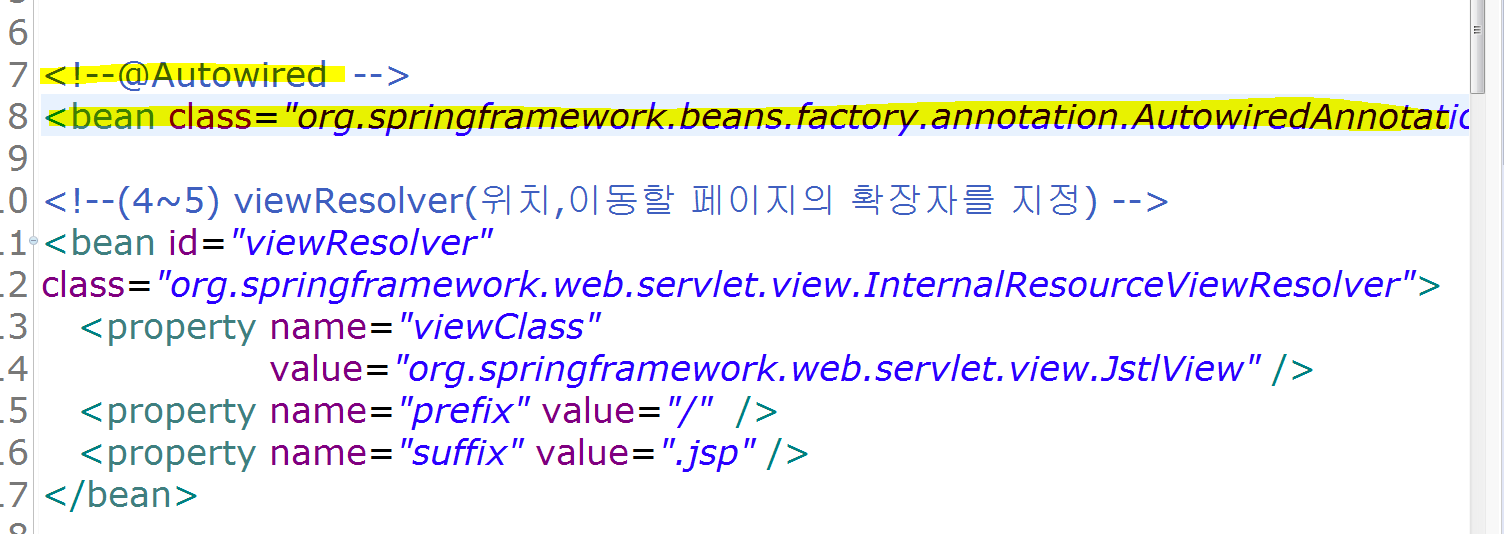 6
7 <!--@Autowired -->
8 <bean class="org.springframework.beans.factory.annotation.AutowiredAnnotatic
9
10 <!--(4~5) viewResolver(위치,이동할 페이지의 확장자를 지정) -->
11 <bean id="viewResolver"
12 class="org.springframework.web.servlet.view.InternalResourceViewResolver">
13 <property name="viewClass"
14 value="org.springframework.web.servlet.view.JstlView" />
15 <property name="prefix" value="/" />
16 <property name="suffix" value=".jsp" />
17 </bean>